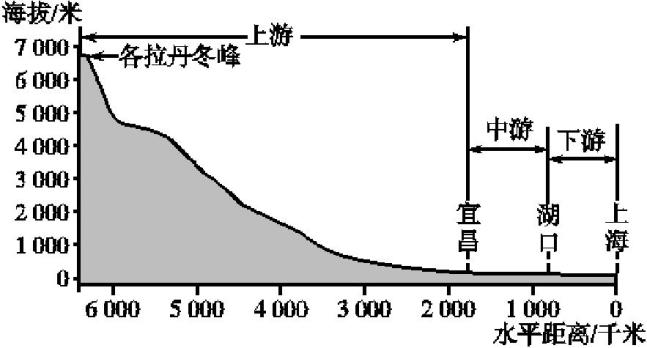 海拔/米
7 000
6 000
5 000
4 000
3 000
2 000
1 000
0
上游
各拉丹冬峰
中游
下游
宜昌
湖口
上海
6 000 5 000 4 000 3 000 2 000 1 000 0
水平距离/千米